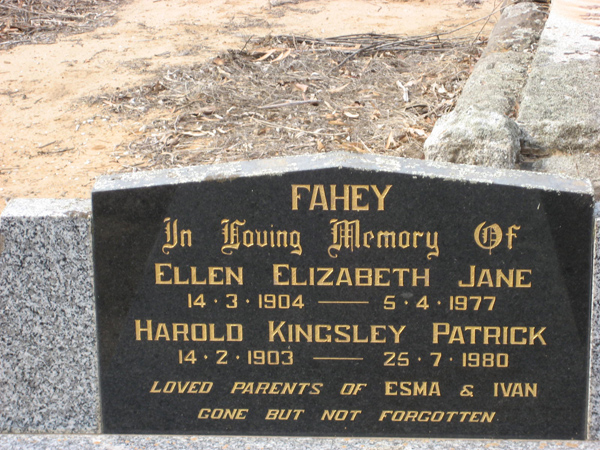 FAHEY
In Loving Memory Of
ELLEN ELIZABETH JANE
14·3·1904 — 5·4·1977
HAROLD KINGSLEY PATRICK
14·2·1903 — 25·7·1980
LOVED PARENTS OF ESMA & IVAN
GONE BUT NOT FORGOTTEN